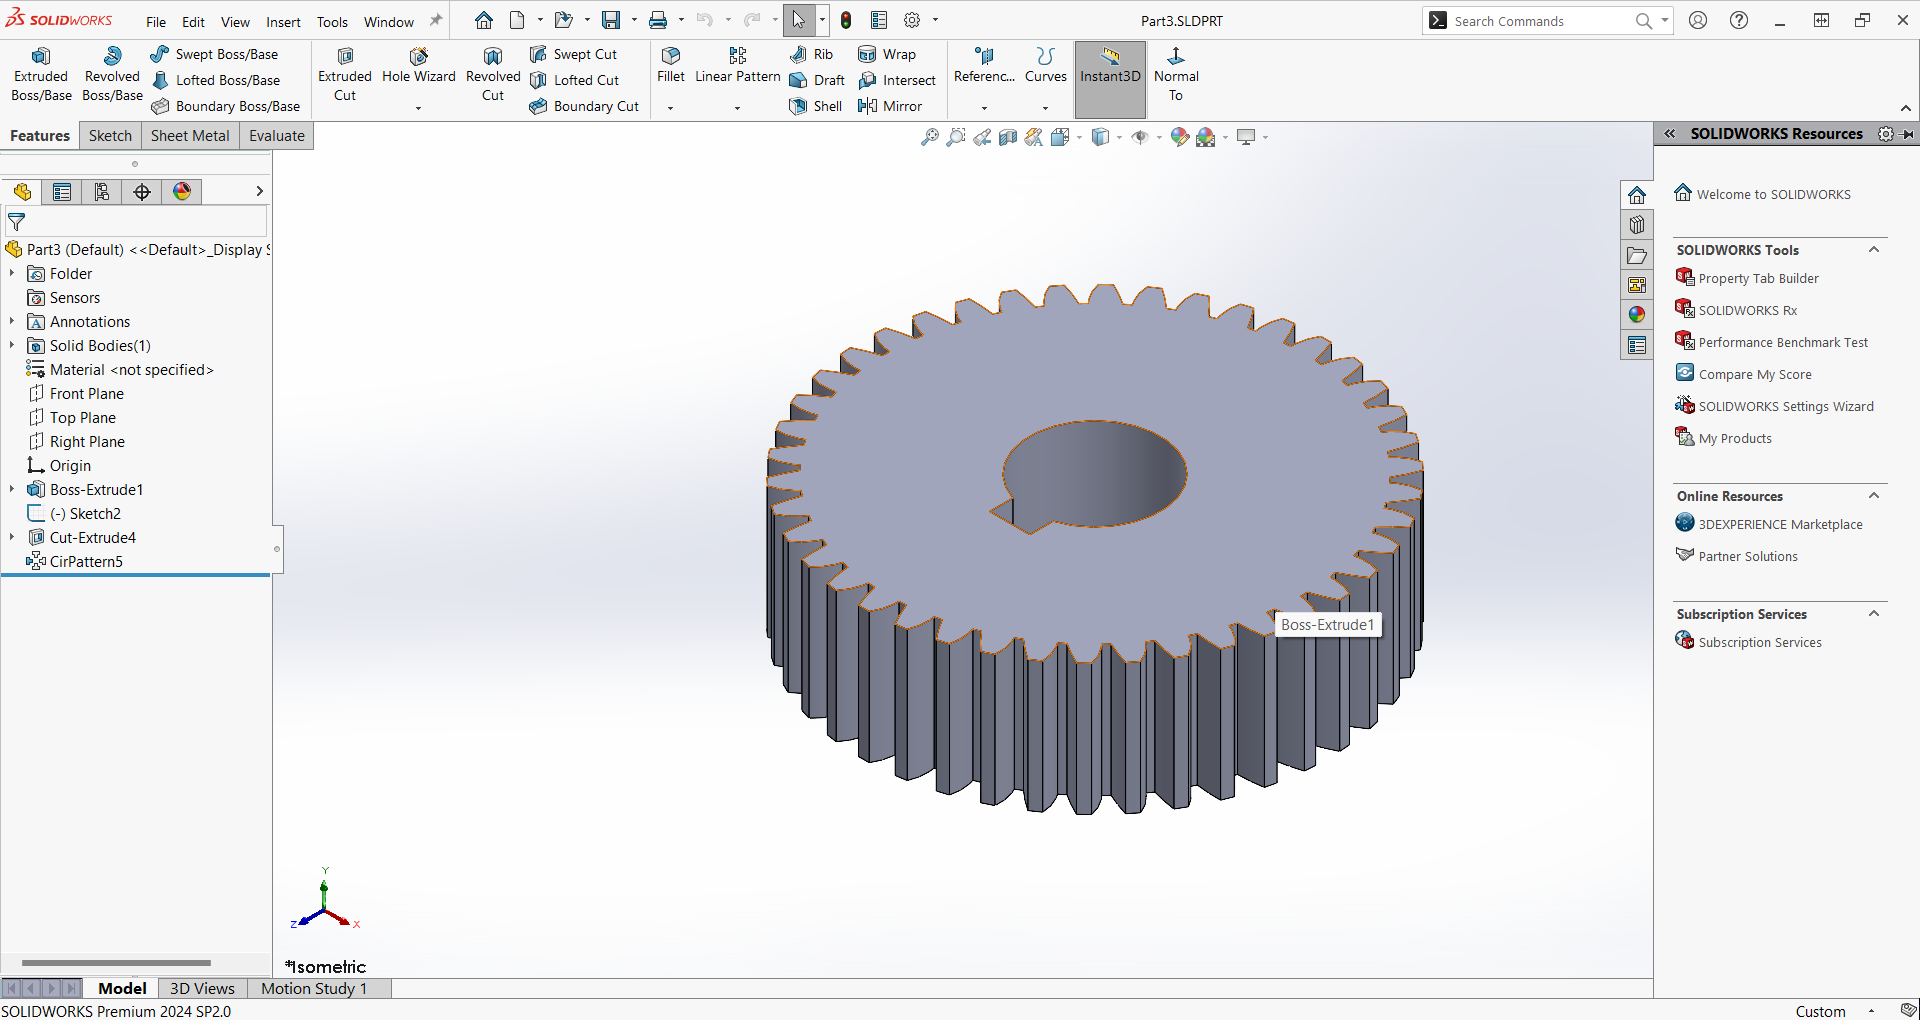 SOLIDWORKS File Edit View Insert Tools Window Part3.SLDPRT Search Commands
Extruded Boss/Base
Revolved Boss/Base
Swept Boss/Base
Lofted Boss/Base
Boundary Boss/Base
Extruded Cut
Hole Wizard
Revolved Cut
Swept Cut
Lofted Cut
Boundary Cut
Fillet
Linear Pattern
Rib
Draft
Shell
Wrap
Intersect
Mirror
Referenc...
Curves
Instant3D
Normal To
Features Sketch Sheet Metal Evaluate
Part3 (Default) <<Default>_Display S
Folder
Sensors
Annotations
Solid Bodies(1)
Material <not specified>
Front Plane
Top Plane
Right Plane
Origin
Boss-Extrude1
(-) Sketch2
Cut-Extrude4
CirPattern5
Boss-Extrude1
Y
Z X
*Isometric
SOLIDWORKS Resources
Welcome to SOLIDWORKS
SOLIDWORKS Tools
Property Tab Builder
SOLIDWORKS Rx
Performance Benchmark Test
Compare My Score
SOLIDWORKS Settings Wizard
My Products
Online Resources
3DEXPERIENCE Marketplace
Partner Solutions
Subscription Services
Subscription Services
Model 3D Views Motion Study 1
SOLIDWORKS Premium 2024 SP2.0 Custom